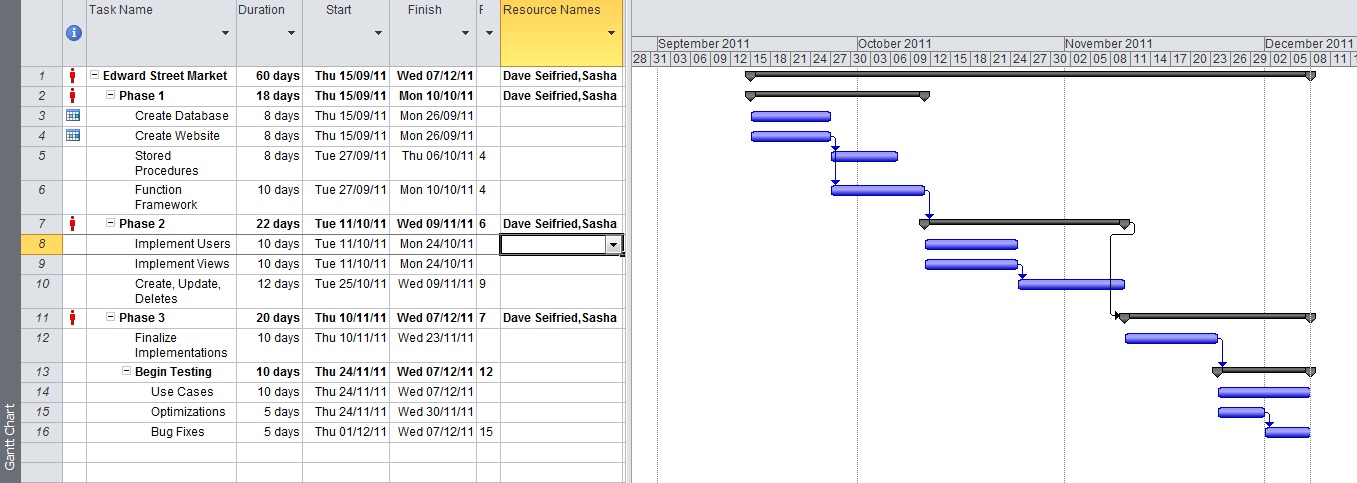 Task Name Duration Start Finish F Resource Names
September 2011 October 2011 November 2011 December 2011
28 31 03 06 09 12 15 18 21 24 27 30 03 06 09 12 15 18 21 24 27 30 02 05 08 11 14 17 20 23 26 29 02 05 08 11 1
1 Edward Street Market 60 days Thu 15/09/11 Wed 07/12/11 Dave Seifried,Sasha
2 Phase 1 18 days Thu 15/09/11 Mon 10/10/11 Dave Seifried,Sasha
3 Create Database 8 days Thu 15/09/11 Mon 26/09/11
4 Create Website 8 days Thu 15/09/11 Mon 26/09/11
5 Stored 8 days Tue 27/09/11 Thu 06/10/11 4
Procedures
6 Function 10 days Tue 27/09/11 Mon 10/10/11 4
Framework
7 Phase 2 22 days Tue 11/10/11 Wed 09/11/11 6 Dave Seifried,Sasha
8 Implement Users 10 days Tue 11/10/11 Mon 24/10/11
9 Implement Views 10 days Tue 11/10/11 Mon 24/10/11
10 Create, Update, 12 days Tue 25/10/11 Wed 09/11/11 9
Deletes
11 Phase 3 20 days Thu 10/11/11 Wed 07/12/11 7 Dave Seifried,Sasha
12 Finalize 10 days Thu 10/11/11 Wed 23/11/11
Implementations
13 Begin Testing 10 days Thu 24/11/11 Wed 07/12/11 12
14 Use Cases 10 days Thu 24/11/11 Wed 07/12/11
15 Optimizations 5 days Thu 24/11/11 Wed 30/11/11
16 Bug Fixes 5 days Thu 01/12/11 Wed 07/12/11 15
Gantt Chart